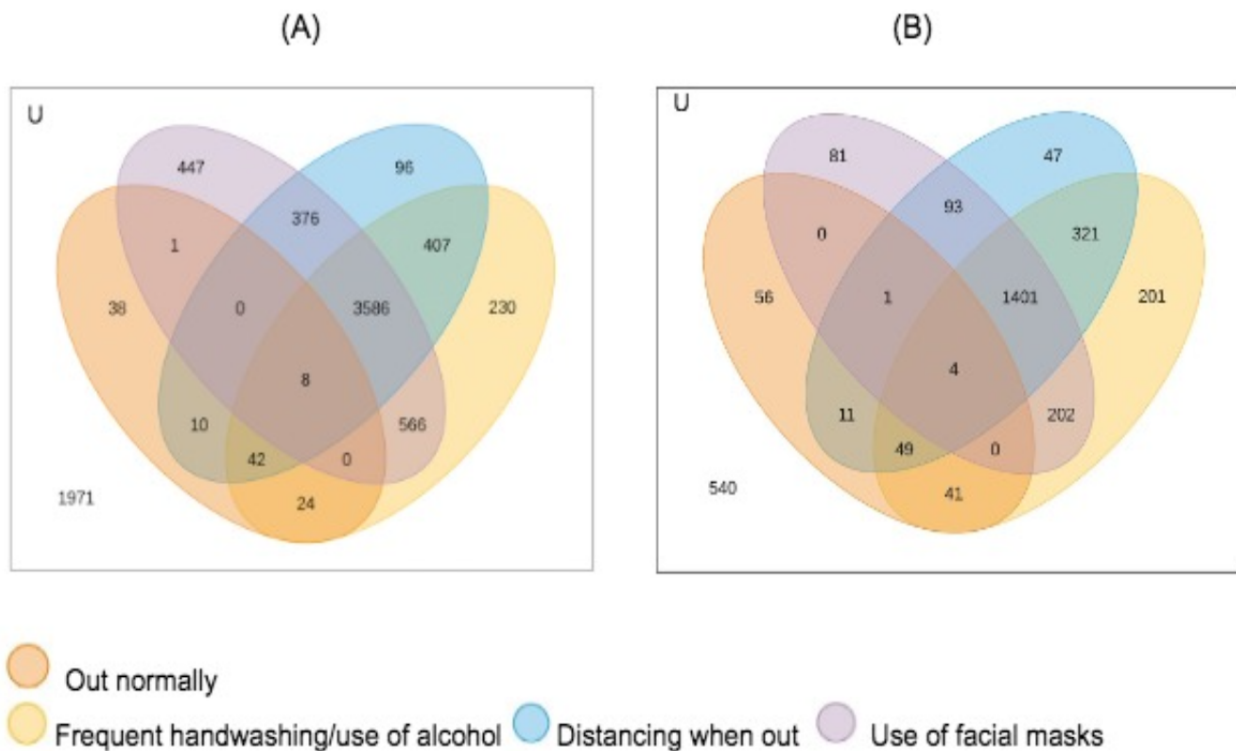 (A) (B)
U U
447 96 81 47
376 93
1 407 0 321
38 0 3586 230 56 1 1401 201
8 4
10 566 11 202
42 0 49 0
1971 24 540 41
Out normally
Frequent handwashing/use of alcohol Distancing when out Use of facial masks